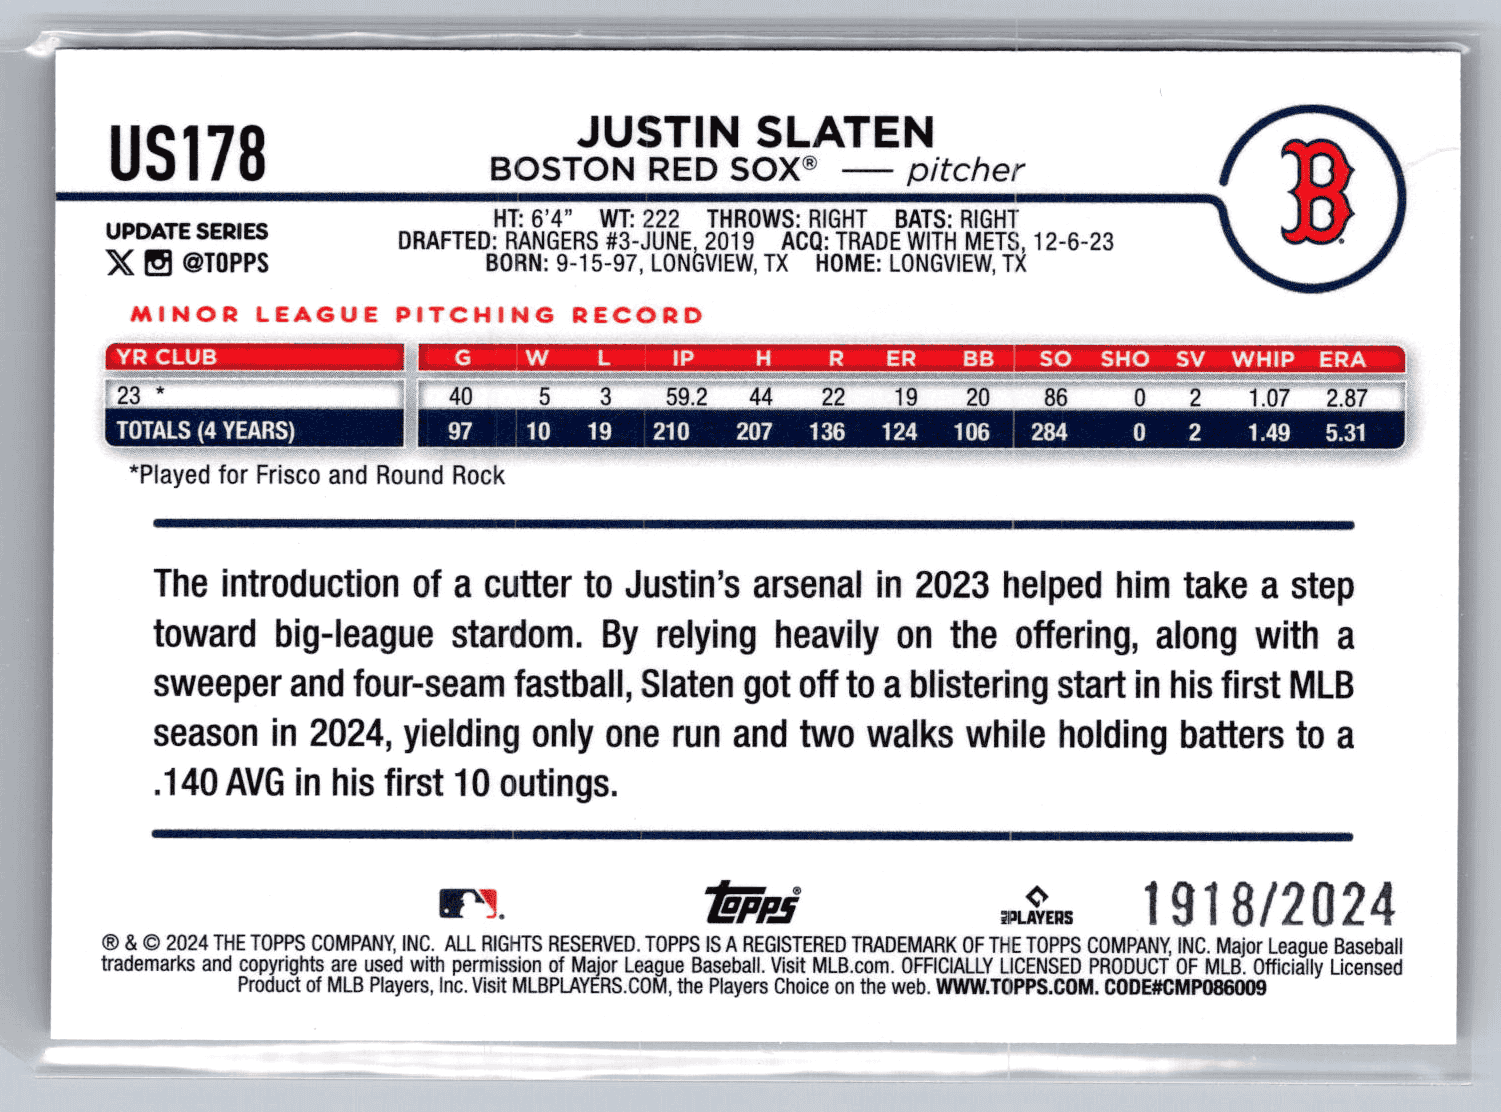 US178
JUSTIN SLATEN
BOSTON RED SOX® — pitcher
B
UPDATE SERIES
X @TOPPS
HT: 6'4" WT: 222 THROWS: RIGHT BATS: RIGHT
DRAFTED: RANGERS #3-JUNE, 2019 ACQ: TRADE WITH METS, 12-6-23
BORN: 9-15-97, LONGVIEW, TX HOME: LONGVIEW, TX
MINOR LEAGUE PITCHING RECORD
YR CLUB G W L IP H R ER BB SO SHO SV WHIP ERA
23 * 40 5 3 59.2 44 22 19 20 86 0 2 1.07 2.87
TOTALS (4 YEARS) 97 10 19 210 207 136 124 106 284 0 2 1.49 5.31
*Played for Frisco and Round Rock
The introduction of a cutter to Justin's arsenal in 2023 helped him take a step
toward big-league stardom. By relying heavily on the offering, along with a
sweeper and four-seam fastball, Slaten got off to a blistering start in his first MLB
season in 2024, yielding only one run and two walks while holding batters to a
.140 AVG in his first 10 outings.
Topps® PLAYERS 1918/2024
® & © 2024 THE TOPPS COMPANY, INC. ALL RIGHTS RESERVED. TOPPS IS A REGISTERED TRADEMARK OF THE TOPPS COMPANY, INC. Major League Baseball
trademarks and copyrights are used with permission of Major League Baseball. Visit MLB.com. OFFICIALLY LICENSED PRODUCT OF MLB. Officially Licensed
Product of MLB Players, Inc. Visit MLBPLAYERS.COM, the Players Choice on the web. WWW.TOPPS.COM. CODE#CMP086009